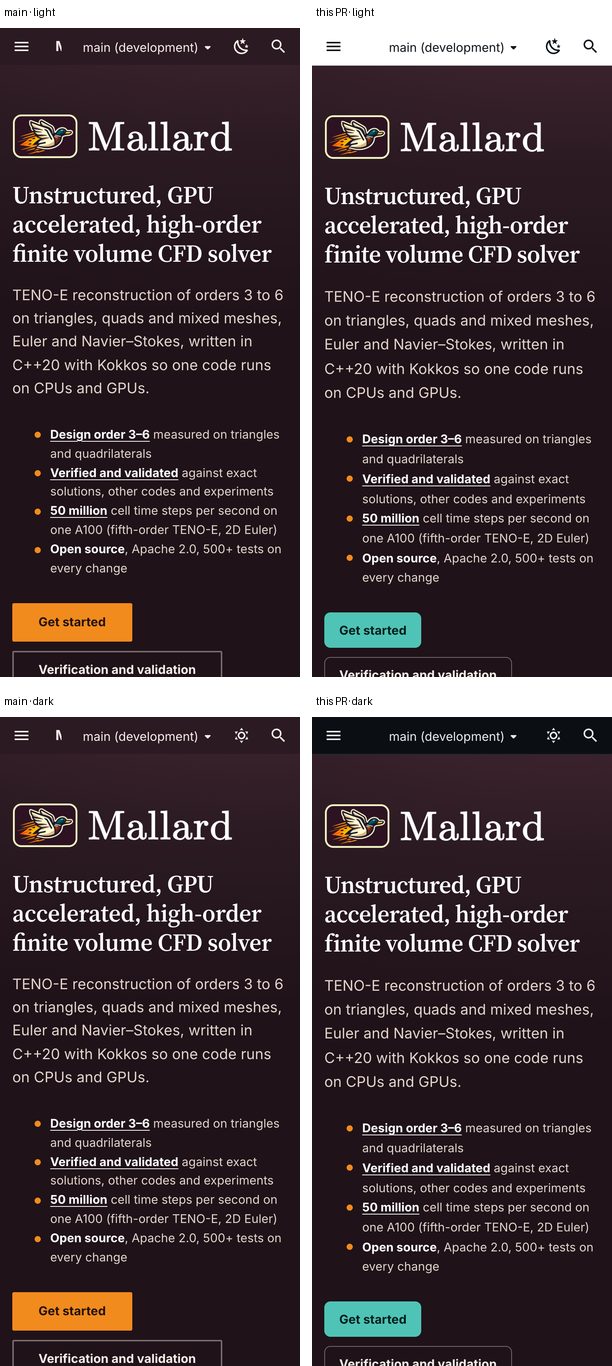 main · light
M
main (development)
Mallard
Unstructured, GPU
accelerated, high-order
finite volume CFD solver
TENO-E reconstruction of orders 3 to 6
on triangles, quads and mixed meshes,
Euler and Navier–Stokes, written in
C++20 with Kokkos so one code runs
on CPUs and GPUs.
Design order 3–6 measured on triangles
and quadrilaterals
Verified and validated against exact
solutions, other codes and experiments
50 million cell time steps per second on
one A100 (fifth-order TENO-E, 2D Euler)
Open source, Apache 2.0, 500+ tests on
every change
Get started
Verification and validation
this PR · light
main (development)
Mallard
Unstructured, GPU
accelerated, high-order
finite volume CFD solver
TENO-E reconstruction of orders 3 to 6
on triangles, quads and mixed meshes,
Euler and Navier–Stokes, written in
C++20 with Kokkos so one code runs
on CPUs and GPUs.
Design order 3–6 measured on triangles
and quadrilaterals
Verified and validated against exact
solutions, other codes and experiments
50 million cell time steps per second on
one A100 (fifth-order TENO-E, 2D Euler)
Open source, Apache 2.0, 500+ tests on
every change
Get started
Verification and validation
main · dark
M
main (development)
Mallard
Unstructured, GPU
accelerated, high-order
finite volume CFD solver
TENO-E reconstruction of orders 3 to 6
on triangles, quads and mixed meshes,
Euler and Navier–Stokes, written in
C++20 with Kokkos so one code runs
on CPUs and GPUs.
Design order 3–6 measured on triangles
and quadrilaterals
Verified and validated against exact
solutions, other codes and experiments
50 million cell time steps per second on
one A100 (fifth-order TENO-E, 2D Euler)
Open source, Apache 2.0, 500+ tests on
every change
Get started
Verification and validation
this PR · dark
main (development)
Mallard
Unstructured, GPU
accelerated, high-order
finite volume CFD solver
TENO-E reconstruction of orders 3 to 6
on triangles, quads and mixed meshes,
Euler and Navier–Stokes, written in
C++20 with Kokkos so one code runs
on CPUs and GPUs.
Design order 3–6 measured on triangles
and quadrilaterals
Verified and validated against exact
solutions, other codes and experiments
50 million cell time steps per second on
one A100 (fifth-order TENO-E, 2D Euler)
Open source, Apache 2.0, 500+ tests on
every change
Get started
Verification and validation